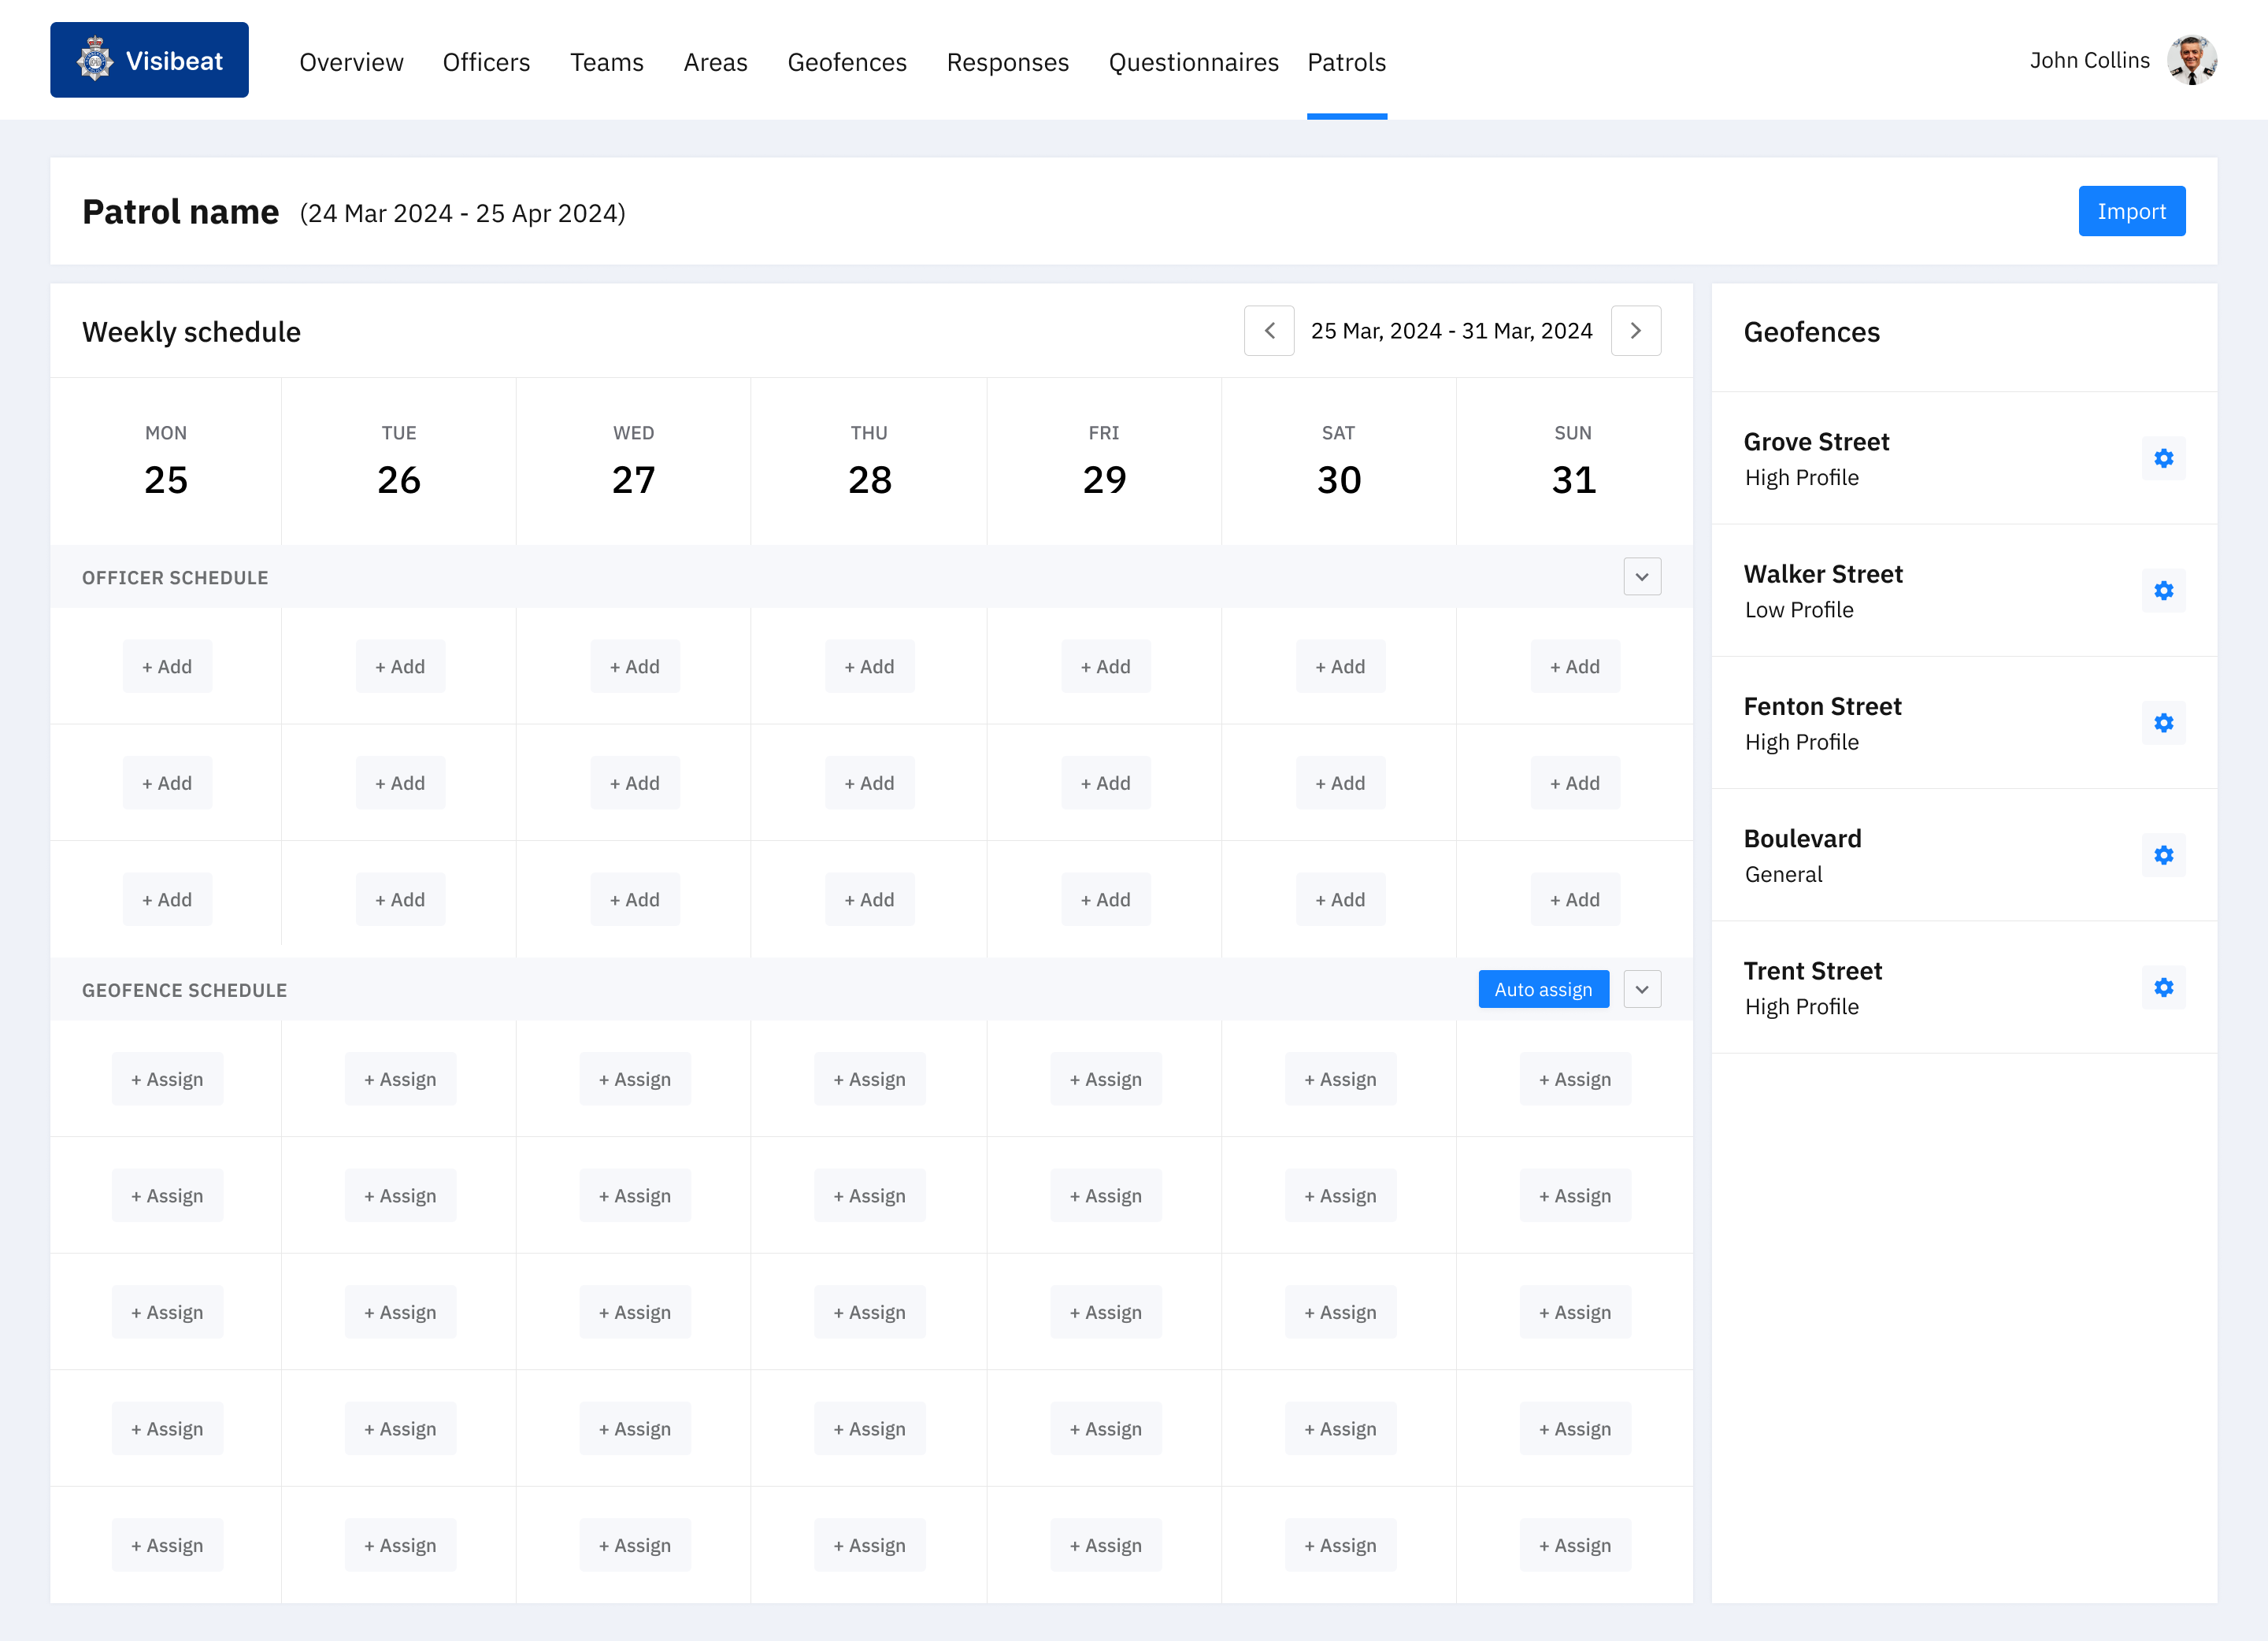 Visibeat
Overview Officers Teams Areas Geofences Responses Questionnaires Patrols
John Collins
Patrol name (24 Mar 2024 - 25 Apr 2024)
Import
Weekly schedule
25 Mar, 2024 - 31 Mar, 2024
MON TUE WED THU FRI SAT SUN
25 26 27 28 29 30 31
OFFICER SCHEDULE
+ Add + Add + Add + Add + Add + Add + Add
+ Add + Add + Add + Add + Add + Add + Add
+ Add + Add + Add + Add + Add + Add + Add
GEOFENCE SCHEDULE
Auto assign
+ Assign + Assign + Assign + Assign + Assign + Assign + Assign
+ Assign + Assign + Assign + Assign + Assign + Assign + Assign
+ Assign + Assign + Assign + Assign + Assign + Assign + Assign
+ Assign + Assign + Assign + Assign + Assign + Assign + Assign
+ Assign + Assign + Assign + Assign + Assign + Assign + Assign
Geofences
Grove Street
High Profile
Walker Street
Low Profile
Fenton Street
High Profile
Boulevard
General
Trent Street
High Profile